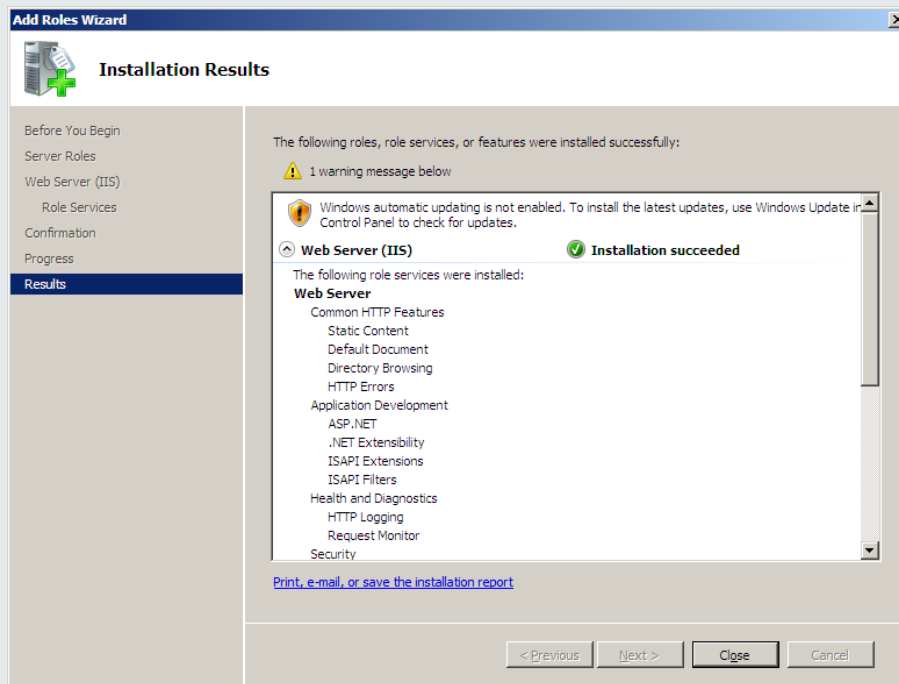 Add Roles Wizard
Installation Results
Before You Begin
Server Roles
Web Server (IIS)
Role Services
Confirmation
Progress
Results
The following roles, role services, or features were installed successfully:
1 warning message below
Windows automatic updating is not enabled. To install the latest updates, use Windows Update in
Control Panel to check for updates.
Web Server (IIS) Installation succeeded
The following role services were installed:
Web Server
Common HTTP Features
Static Content
Default Document
Directory Browsing
HTTP Errors
Application Development
ASP.NET
.NET Extensibility
ISAPI Extensions
ISAPI Filters
Health and Diagnostics
HTTP Logging
Request Monitor
Security
Print, e-mail, or save the installation report
< Previous Next > Close Cancel